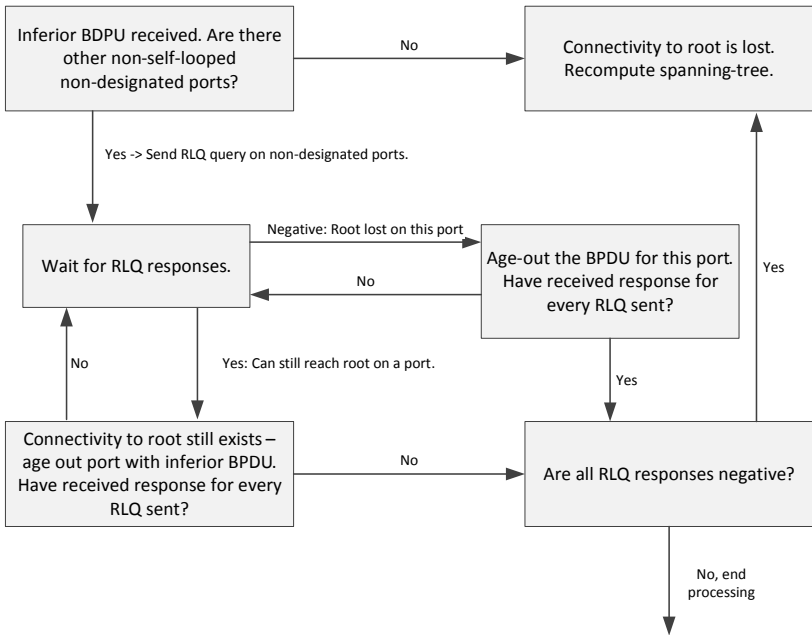 Inferior BDPU received. Are there
other non-self-looped
non-designated ports?
No
Connectivity to root is lost.
Recompute spanning-tree.
Yes -> Send RLQ query on non-designated ports.
Negative: Root lost on this port
Wait for RLQ responses.
Age-out the BPDU for this port.
Have received response for
every RLQ sent?
No
Yes
No
Yes: Can still reach root on a port.
Yes
Connectivity to root still exists –
age out port with inferior BPDU.
Have received response for every
RLQ sent?
No
Are all RLQ responses negative?
No, end
processing